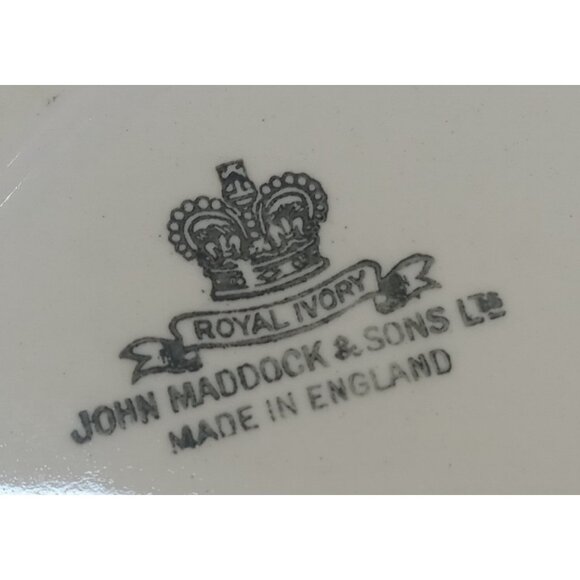 ROYAL IVORY
JOHN MADDOCK & SONS LTD
MADE IN ENGLAND